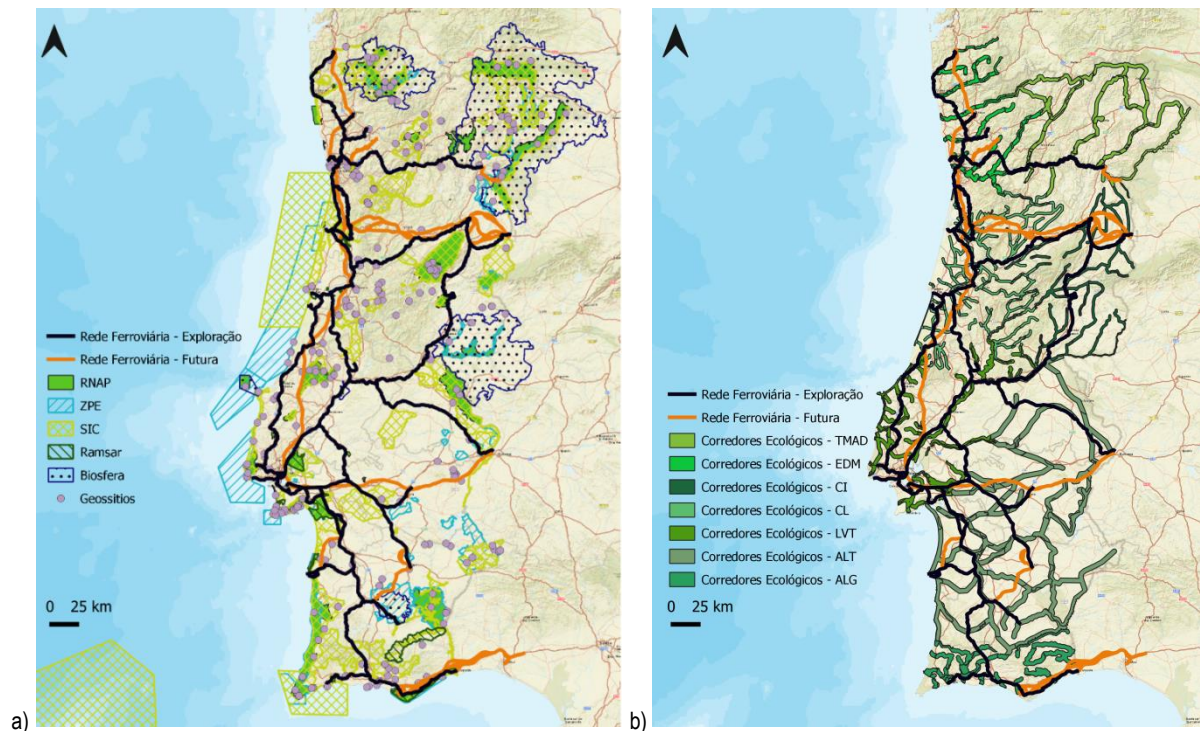 Rede Ferroviária - Exploração
Rede Ferroviária - Futura
RNAP
ZPE
SIC
Ramsar
Biosfera
Geossitios
0 25 km
a)
Rede Ferroviária - Exploração
Rede Ferroviária - Futura
Corredores Ecológicos - TMAD
Corredores Ecológicos - EDM
Corredores Ecológicos - CI
Corredores Ecológicos - CL
Corredores Ecológicos - LVT
Corredores Ecológicos - ALT
Corredores Ecológicos - ALG
0 25 km
b)